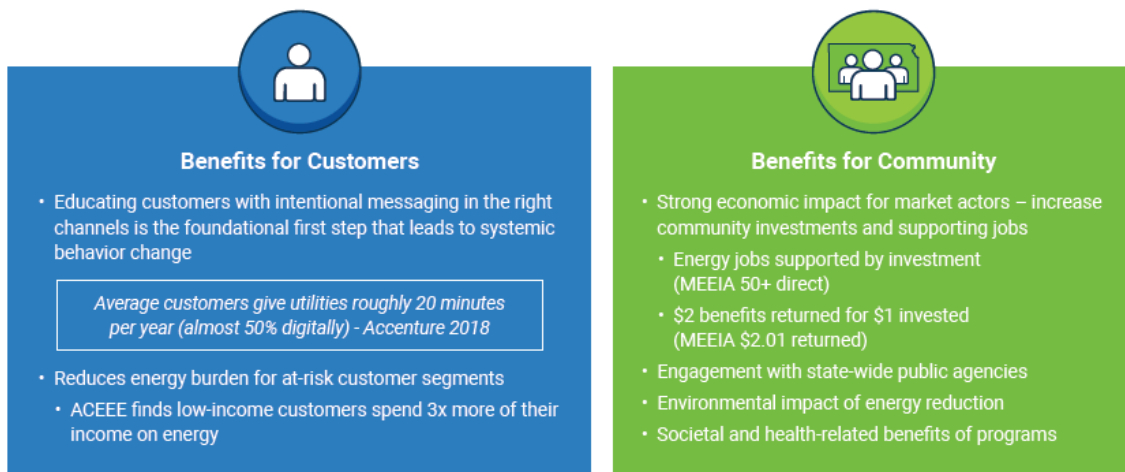 Benefits for Customers
• Educating customers with intentional messaging in the right
channels is the foundational first step that leads to systemic
behavior change
Average customers give utilities roughly 20 minutes
per year (almost 50% digitally) - Accenture 2018
• Reduces energy burden for at-risk customer segments
• ACEEE finds low-income customers spend 3x more of their
income on energy
Benefits for Community
• Strong economic impact for market actors – increase
community investments and supporting jobs
• Energy jobs supported by investment
(MEEIA 50+ direct)
• $2 benefits returned for $1 invested
(MEEIA $2.01 returned)
• Engagement with state-wide public agencies
• Environmental impact of energy reduction
• Societal and health-related benefits of programs